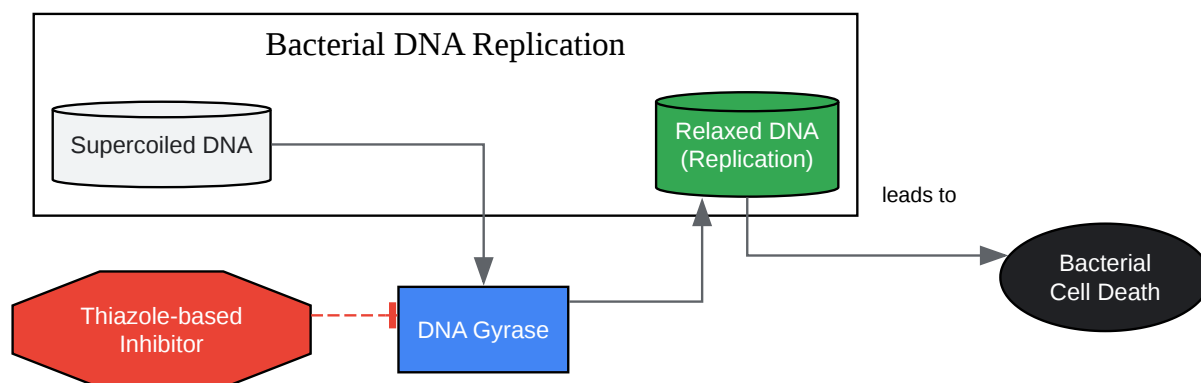 Bacterial DNA Replication
Supercoiled DNA
Relaxed DNA
(Replication)
leads to
Bacterial
Cell Death
Thiazole-based
Inhibitor
DNA Gyrase